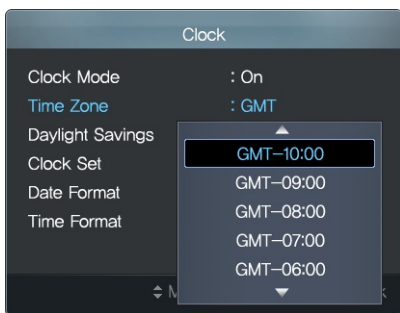 Clock
Clock Mode : On
Time Zone : GMT
Daylight Savings
Clock Set
Date Format
Time Format
GMT–10:00
GMT–09:00
GMT–08:00
GMT–07:00
GMT–06:00